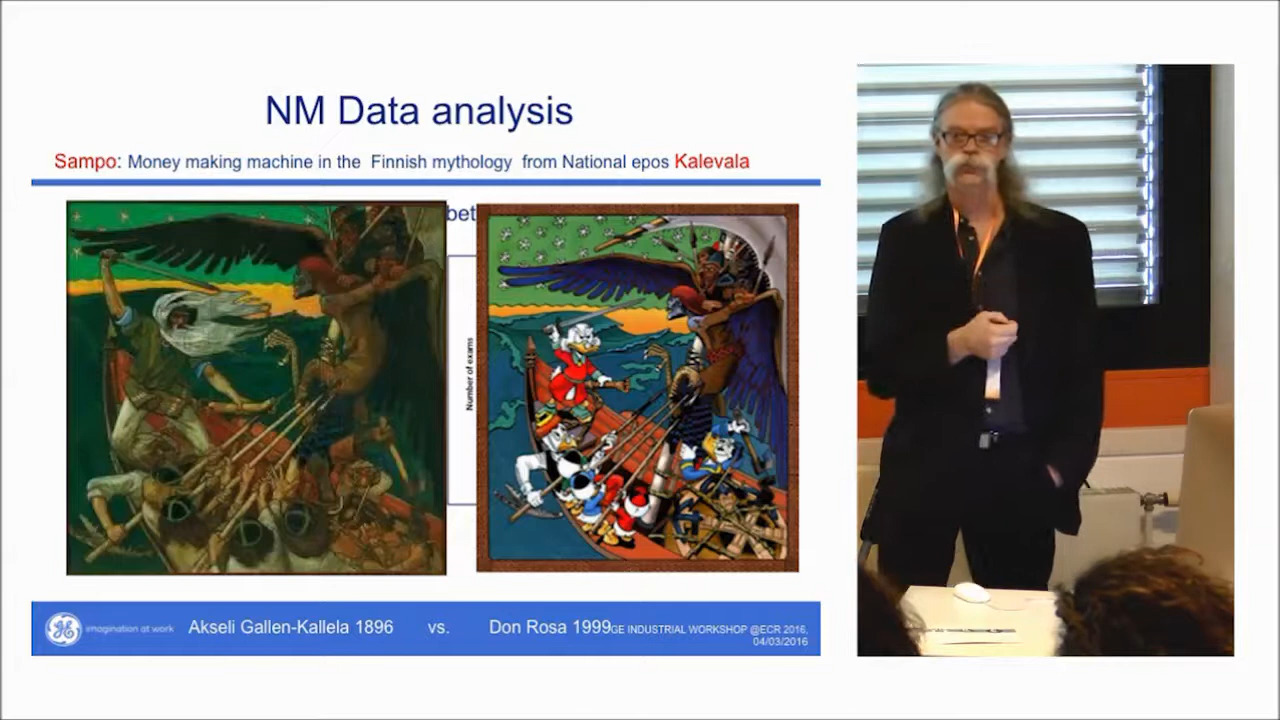 NM Data analysis
Sampo: Money making machine in the Finnish mythology from National epos Kalevala
bet
Number of exams
imagination at work
Akseli Gallen-Kallela 1896 vs. Don Rosa 1999
GE INDUSTRIAL WORKSHOP @ECR 2016,
04/03/2016